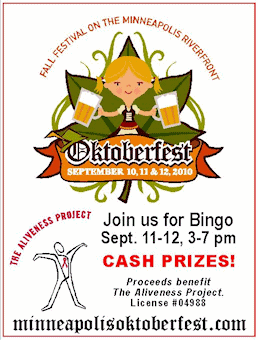 FALL FESTIVAL ON THE MINNEAPOLIS RIVERFRONT
Oktoberfest
SEPTEMBER 10, 11 & 12, 2010
THE ALIVENESS PROJECT
Join us for Bingo
Sept. 11-12, 3-7 pm
CASH PRIZES!
Proceeds benefit
The Aliveness Project.
License #04988
minneapolisoktoberfest.com